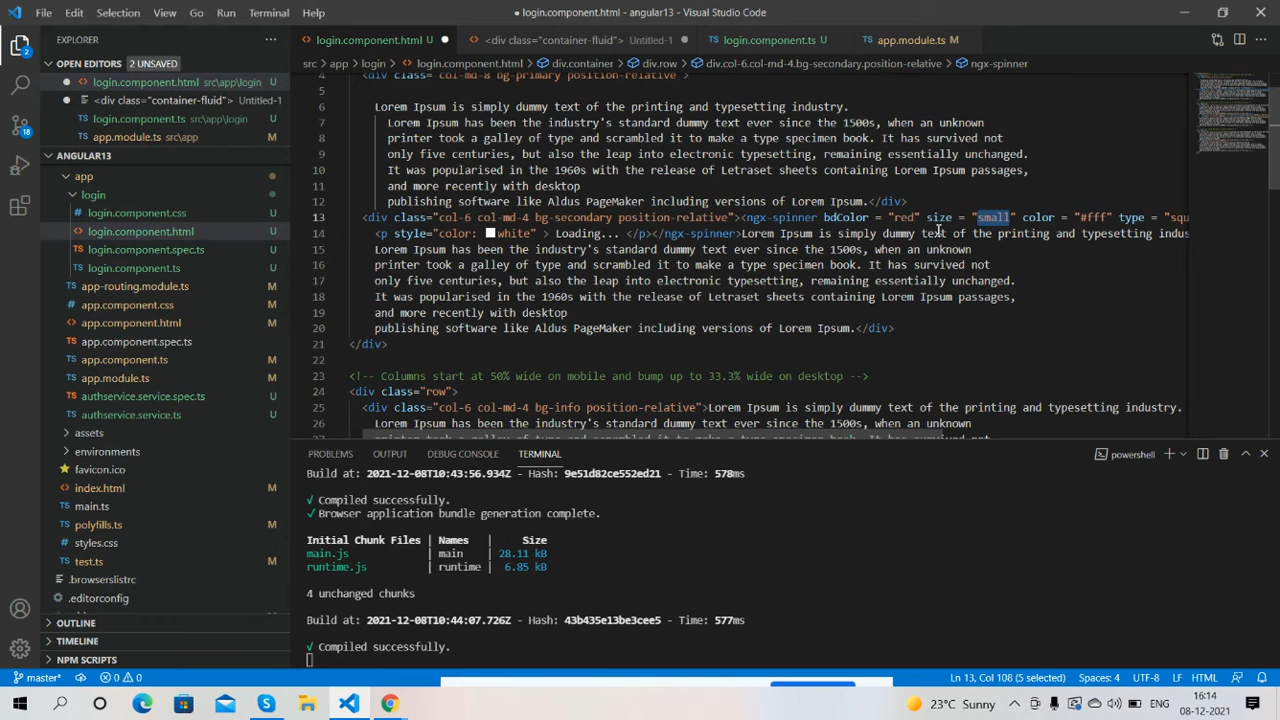 File Edit Selection View Go Run Terminal Help
● login.component.html - angular13 - Visual Studio Code
EXPLORER
OPEN EDITORS 2 UNSAVED
login.component.html src\app\login
<div class="container-fluid"> Untitled-1
login.component.ts src\app\login
app.module.ts src\app
M
ANGULAR13
app
login
login.component.css
login.component.html
login.component.spec.ts
login.component.ts
app-routing.module.ts
app.component.css
app.component.html M
app.component.spec.ts
app.component.ts M
app.module.ts M
authservice.service.spec.ts
authservice.service.ts
assets
environments
favicon.ico
index.html M
main.ts
polyfills.ts M
styles.css
test.ts M
.browserslistrc
.editorconfig
OUTLINE
TIMELINE
NPM SCRIPTS
2
18
login.component.html ● <div class="container-fluid"> Untitled-1 ● login.component.ts U app.module.ts M
src > app > login > login.component.html > div.container > div.row > div.col-6.col-md-4.bg-secondary.position-relative > ngx-spinner
4 <div class="col-md-8 bg-primary position-relative">
5
6 Lorem Ipsum is simply dummy text of the printing and typesetting industry.
7 Lorem Ipsum has been the industry's standard dummy text ever since the 1500s, when an unknown
8 printer took a galley of type and scrambled it to make a type specimen book. It has survived not
9 only five centuries, but also the leap into electronic typesetting, remaining essentially unchanged.
10 It was popularised in the 1960s with the release of Letraset sheets containing Lorem Ipsum passages,
11 and more recently with desktop
12 publishing software like Aldus PageMaker including versions of Lorem Ipsum.</div>
13 <div class="col-6 col-md-4 bg-secondary position-relative"><ngx-spinner bdColor = "red" size = "small" color = "#fff" type = "squ
14 <p style="color: white" > Loading... </p></ngx-spinner>Lorem Ipsum is simply dummy text of the printing and typesetting indus
15 Lorem Ipsum has been the industry's standard dummy text ever since the 1500s, when an unknown
16 printer took a galley of type and scrambled it to make a type specimen book. It has survived not
17 only five centuries, but also the leap into electronic typesetting, remaining essentially unchanged.
18 It was popularised in the 1960s with the release of Letraset sheets containing Lorem Ipsum passages,
19 and more recently with desktop
20 publishing software like Aldus PageMaker including versions of Lorem Ipsum.</div>
21 </div>
22
23 <!-- Columns start at 50% wide on mobile and bump up to 33.3% wide on desktop -->
24 <div class="row">
25 <div class="col-6 col-md-4 bg-info position-relative">Lorem Ipsum is simply dummy text of the printing and typesetting industry.
26 Lorem Ipsum has been the industry's standard dummy text ever since the 1500s, when an unknown
PROBLEMS OUTPUT DEBUG CONSOLE TERMINAL
powershell
Build at: 2021-12-08T10:43:56.934Z - Hash: 9e51d82ce552ed21 - Time: 578ms
√ Compiled successfully.
√ Browser application bundle generation complete.
Initial Chunk Files | Names | Size
main.js | main | 28.11 kB
runtime.js | runtime | 6.85 kB
4 unchanged chunks
Build at: 2021-12-08T10:44:07.726Z - Hash: 43b435e13be3cee5 - Time: 577ms
√ Compiled successfully.
master* 0 0
Ln 13, Col 108 (5 selected) Spaces: 4 UTF-8 LF HTML
23°C Sunny ENG 16:14
08-12-2021